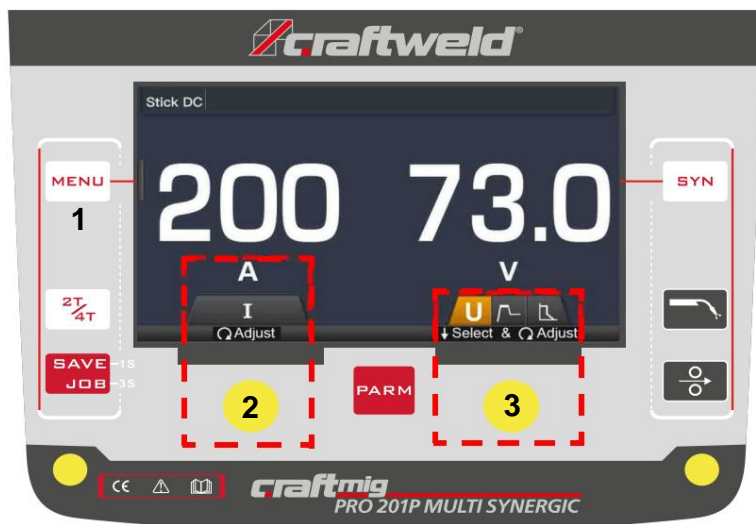 craftweld®
Stick DC
MENU
SYN
1
200
73.0
A
V
I
U
Adjust
Select & Adjust
2T/4T
SAVE 1S
JOB 3S
PARM
2
3
CE
craftmig
PRO 201P MULTI SYNERGIC